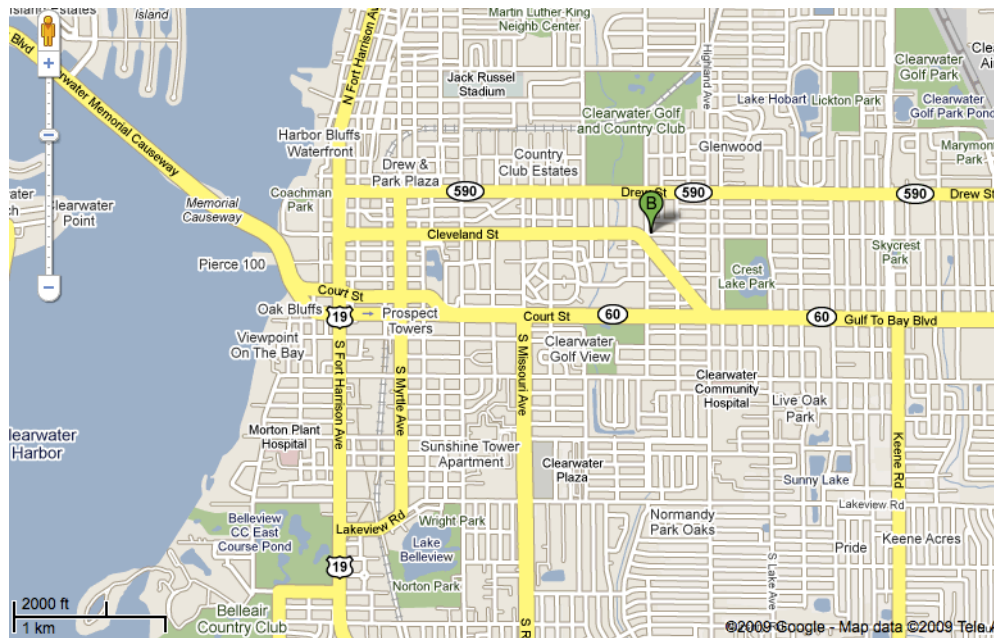 Island Estates
island
Martin Luther King
Neighb Center
Blvd
Clearwater Memorial Causeway
N Fort Harrison Ave
Jack Russel
Stadium
Highland Ave
Clearwater
Golf Park
Lake Hobart
Lickton Park
Clearwater
Golf Park Pond
Clearwater Golf
and Country Club
Harbor Bluffs
Waterfront
Glenwood
Marymont
Park
Drew &
Park Plaza
Country
Club Estates
Coachman
Park
590
Drew St
590
590
Drew St
B
Clearwater
Point
Memorial
Causeway
Cleveland St
Skycrest
Park
Pierce 100
Crest
Lake Park
Court St
Oak Bluffs
19
Prospect
Towers
Court St
60
60
Gulf To Bay Blvd
Viewpoint
On The Bay
Clearwater
Golf View
S Fort Harrison Ave
S Myrtle Ave
S Missouri Ave
Clearwater
Community
Hospital
Live Oak
Park
Clearwater
Harbor
Morton Plant
Hospital
Sunshine Tower
Apartment
Clearwater
Plaza
Keene Rd
Sunny Lake
Lakeview Rd
Belleview
CC East
Course Pond
Lakeview Rd
Wright Park
Normandy
Park Oaks
Lake
Belleview
Pride
Keene Acres
19
Norton Park
S Lake Ave
2000 ft
1 km
Belleair
Country Club
©2009 Google - Map data ©2009 Tele A